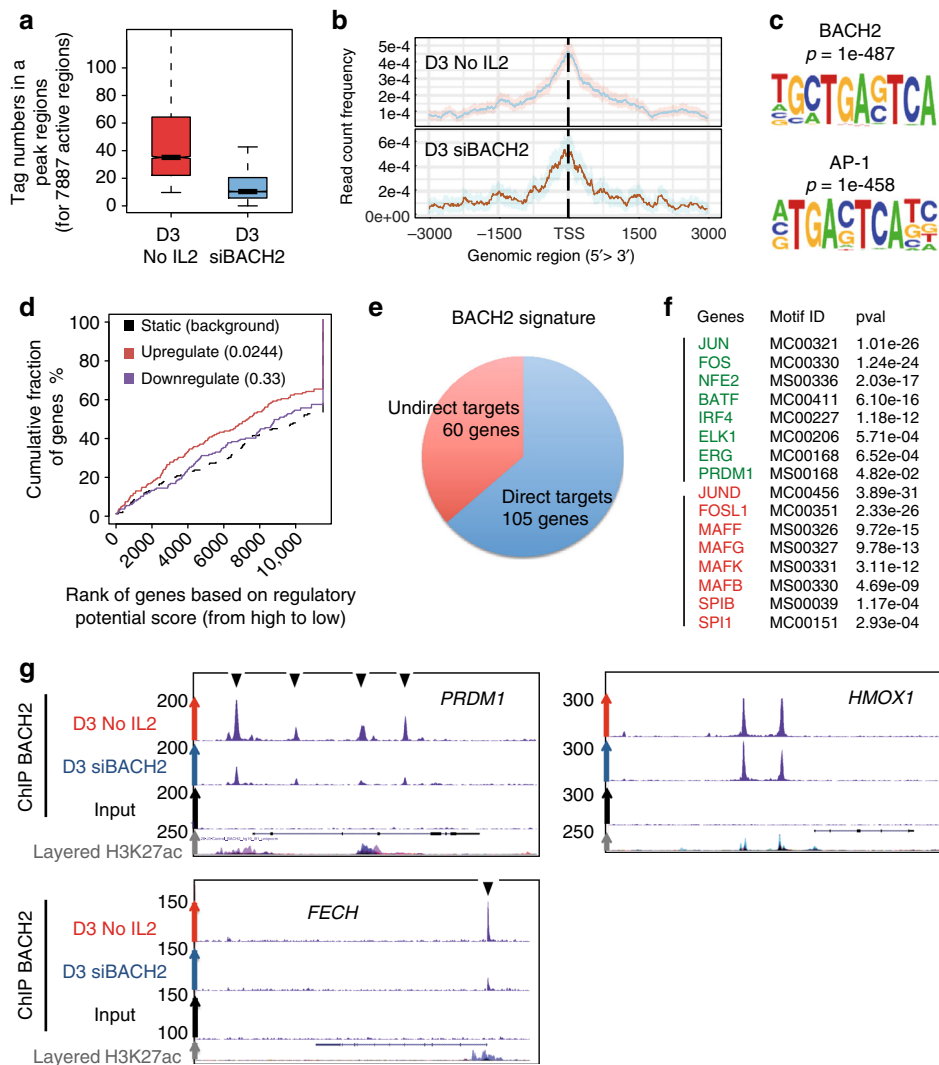 a
Tag numbers in a
peak regions
(for 7887 active regions)
100
80
60
40
20
0
D3
No IL2
D3
siBACH2
b
Read count frequency
D3 No IL2
5e-4
4e-4
3e-4
2e-4
1e-4
D3 siBACH2
6e-4
4e-4
2e-4
0e+00
−3000
−1500
TSS
1500
3000
Genomic region (5′> 3′)
c
BACH2
p = 1e-487
TGCTGAGTCA
AP-1
p = 1e-458
ATGACTCATC
d
Cumulative fraction
of genes %
100
80
60
40
20
0
Static (background)
Upregulate (0.0244)
Downregulate (0.33)
0
2000
4000
6000
8000
10,000
Rank of genes based on regulatory
potential score (from high to low)
e
BACH2 signature
Undirect targets
60 genes
Direct targets
105 genes
f
Genes Motif ID pval
JUN MC00321 1.01e-26
FOS MC00330 1.24e-24
NFE2 MS00336 2.03e-17
BATF MC00411 6.10e-16
IRF4 MC00227 1.18e-12
ELK1 MC00206 5.71e-04
ERG MC00168 6.52e-04
PRDM1 MS00168 4.82e-02
JUND MC00456 3.89e-31
FOSL1 MC00351 2.33e-26
MAFF MS00326 9.72e-15
MAFG MS00327 9.78e-13
MAFK MS00331 3.11e-12
MAFB MS00330 4.69e-09
SPIB MS00039 1.17e-04
SPI1 MC00151 2.93e-04
g
ChIP BACH2
D3 No IL2
D3 siBACH2
Input
Layered H3K27ac
200
200
200
250
PRDM1
300
300
300
250
HMOX1
ChIP BACH2
D3 No IL2
D3 siBACH2
Input
Layered H3K27ac
150
150
150
100
FECH